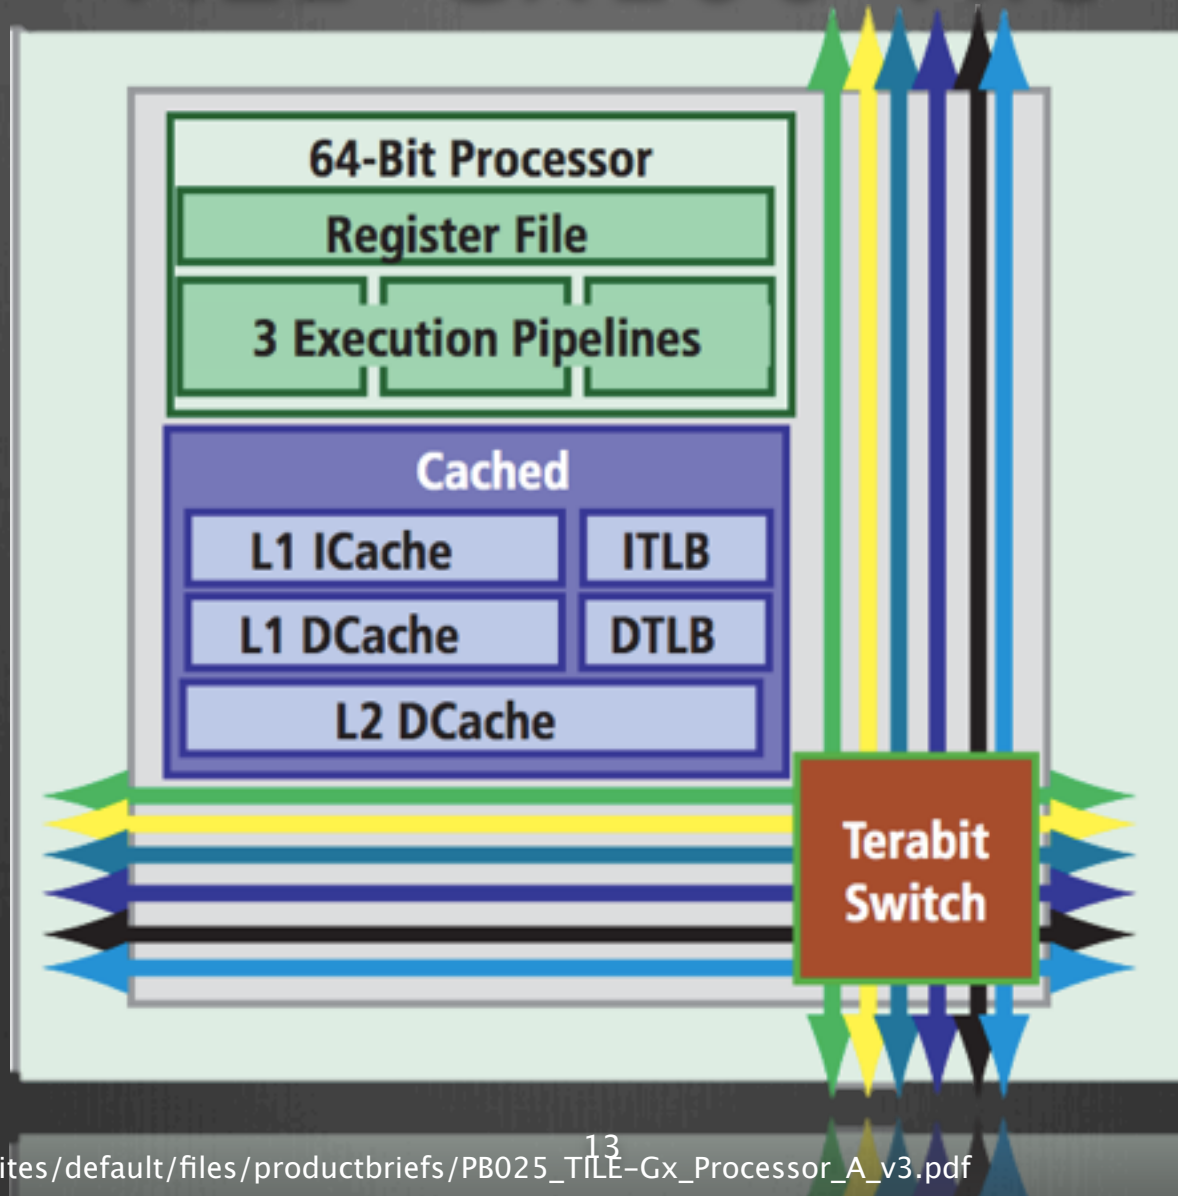 64-Bit Processor
Register File
3 Execution Pipelines
Cached
L1 ICache
ITLB
L1 DCache
DTLB
L2 DCache
Terabit
Switch
13
ites/default/files/productbriefs/PB025_TILE-Gx_Processor_A_v3.pdf